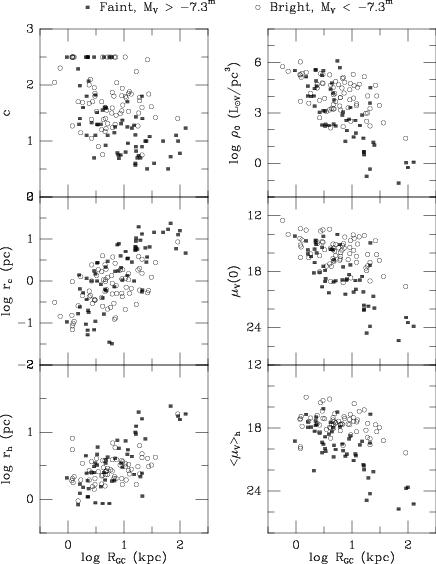 Faint, M_V > −7.3^m   Bright, M_V < −7.3^m
3
2
1
0
c
6
3
0
log ρ_0 (L_⊙V/pc^3)
2
1
0
−1
log r_c (pc)
12
18
24
μ_V(0)
−2
1
0
log r_h (pc)
12
18
24
<μ_V>_h
0 1 2
log R_GC (kpc)
0 1 2
log R_GC (kpc)